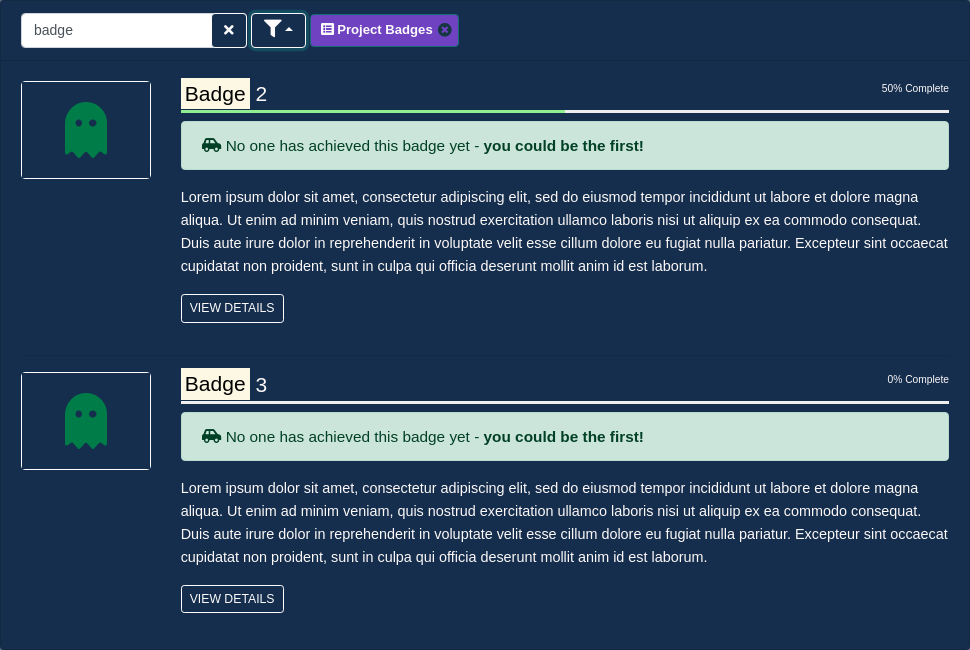 badge
Project Badges
Badge 2
50% Complete
No one has achieved this badge yet - you could be the first!
Lorem ipsum dolor sit amet, consectetur adipiscing elit, sed do eiusmod tempor incididunt ut labore et dolore magna
aliqua. Ut enim ad minim veniam, quis nostrud exercitation ullamco laboris nisi ut aliquip ex ea commodo consequat.
Duis aute irure dolor in reprehenderit in voluptate velit esse cillum dolore eu fugiat nulla pariatur. Excepteur sint occaecat
cupidatat non proident, sunt in culpa qui officia deserunt mollit anim id est laborum.
VIEW DETAILS
Badge 3
0% Complete
No one has achieved this badge yet - you could be the first!
Lorem ipsum dolor sit amet, consectetur adipiscing elit, sed do eiusmod tempor incididunt ut labore et dolore magna
aliqua. Ut enim ad minim veniam, quis nostrud exercitation ullamco laboris nisi ut aliquip ex ea commodo consequat.
Duis aute irure dolor in reprehenderit in voluptate velit esse cillum dolore eu fugiat nulla pariatur. Excepteur sint occaecat
cupidatat non proident, sunt in culpa qui officia deserunt mollit anim id est laborum.
VIEW DETAILS